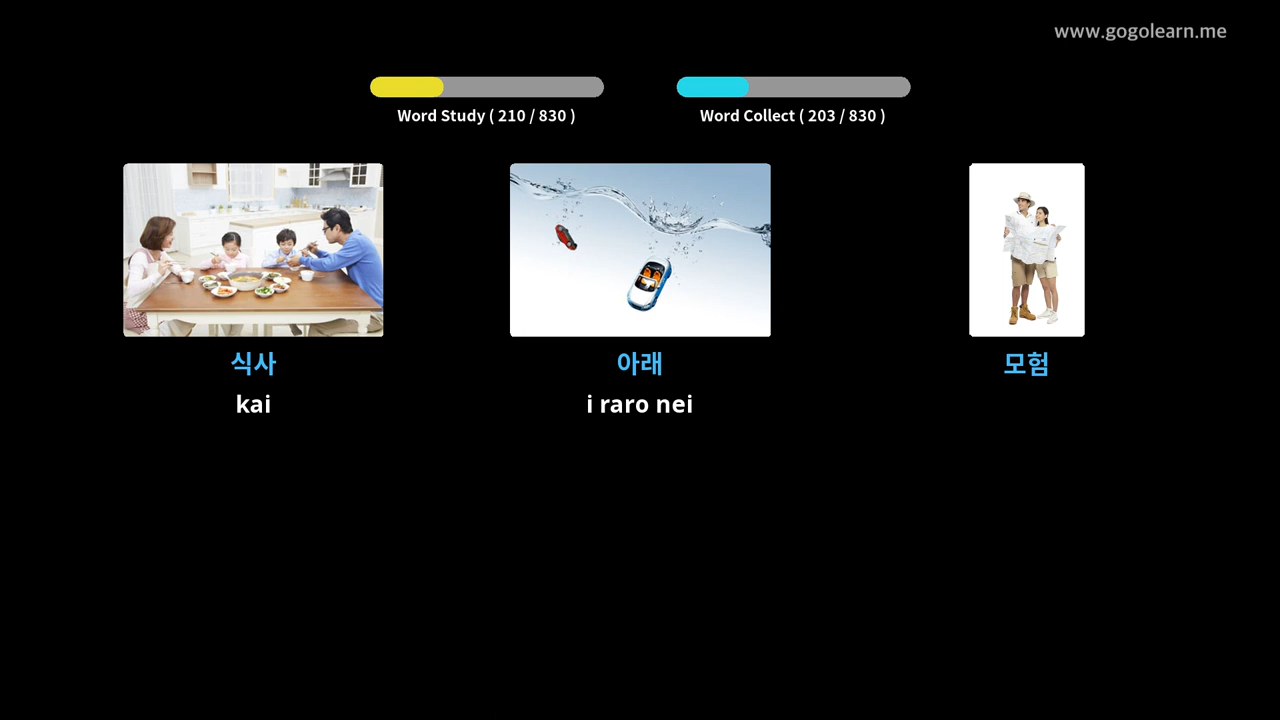 www.gogolearn.me
Word Study ( 210 / 830 )
Word Collect ( 203 / 830 )
식사
아래
모험
kai
i raro nei